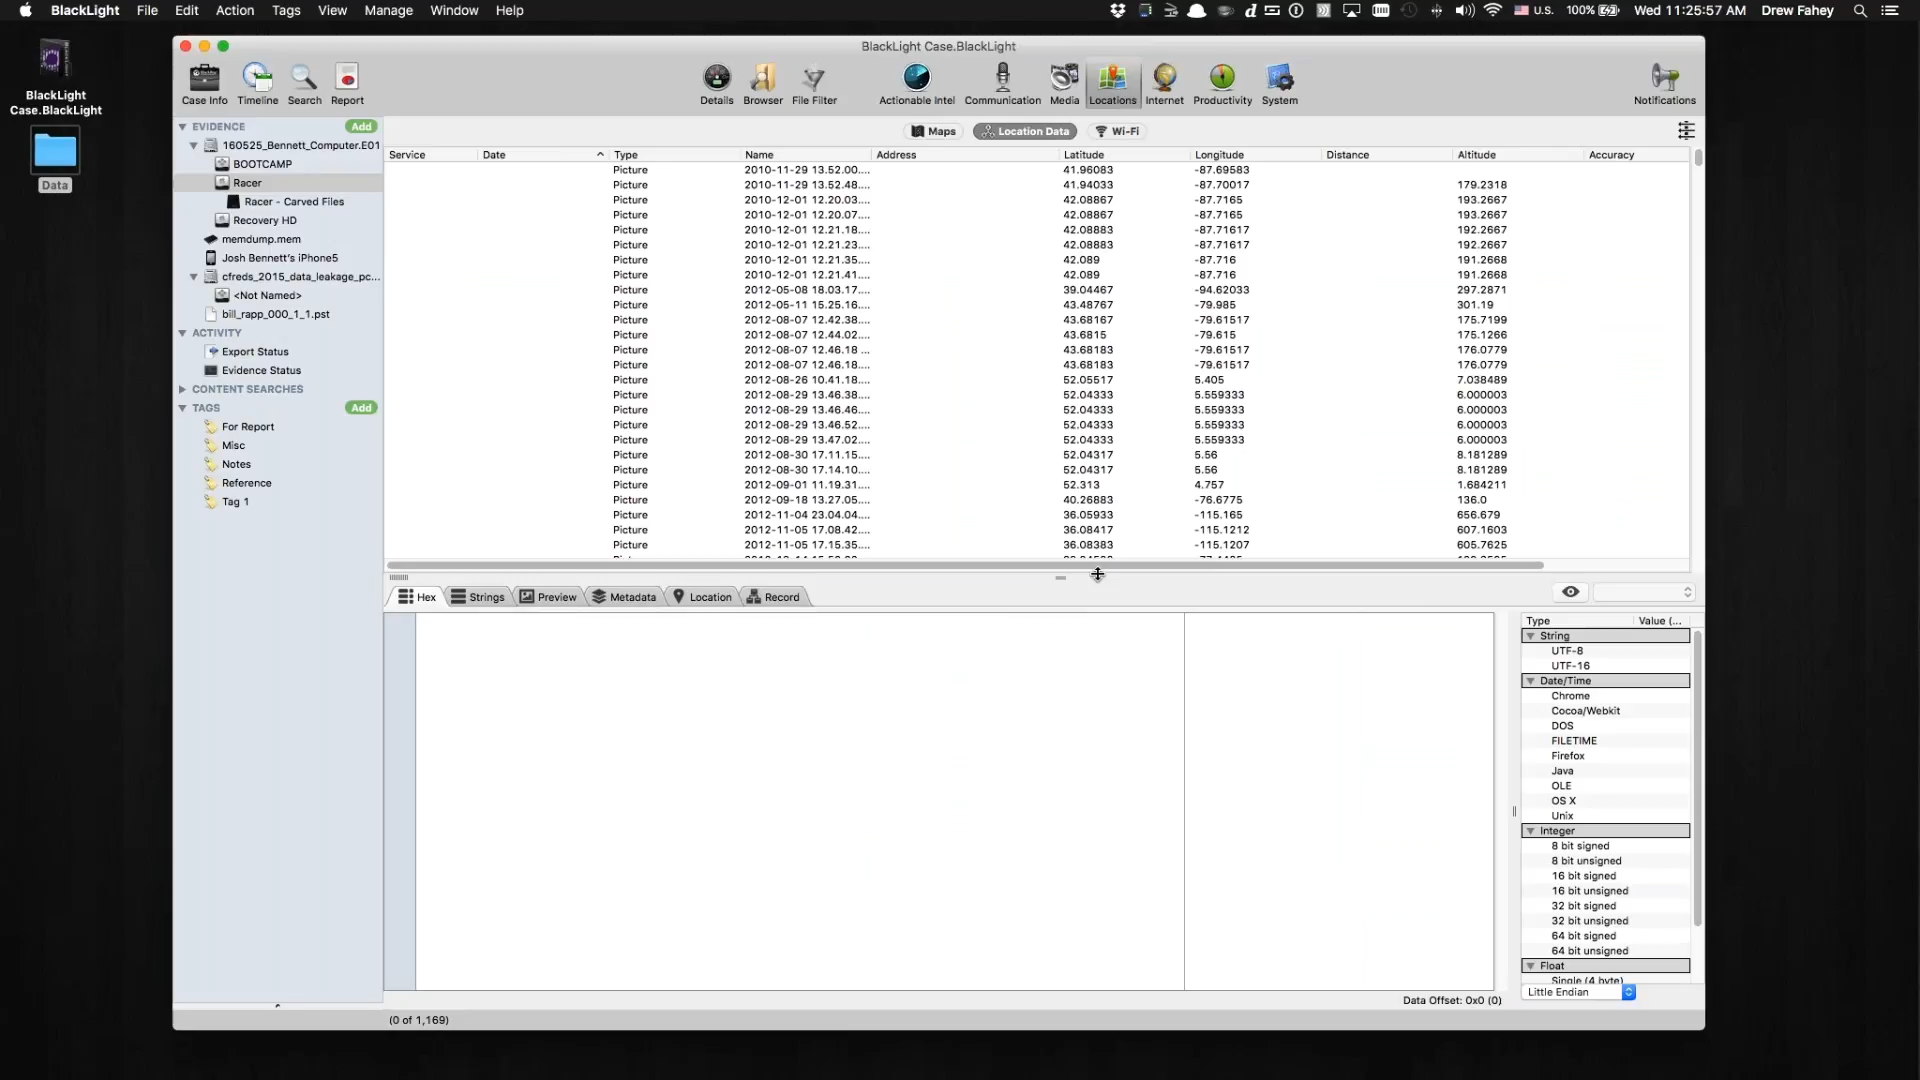 BlackLight File Edit Action Tags View Manage Window Help U.S. 100% Wed 11:25:57 AM Drew Fahey
BlackLight Case.BlackLight
Data
BlackLight Case.BlackLight
Case Info Timeline Search Report Details Browser File Filter Actionable Intel Communication Media Locations Internet Productivity System Notifications
EVIDENCE Add
160525_Bennett_Computer.E01
BOOTCAMP
Racer
Racer - Carved Files
Recovery HD
memdump.mem
Josh Bennett's iPhone5
cfreds_2015_data_leakage_pc...
<Not Named>
bill_rapp_000_1_1.pst
ACTIVITY
Export Status
Evidence Status
CONTENT SEARCHES
TAGS Add
For Report
Misc
Notes
Reference
Tag 1
Maps Location Data Wi-Fi
Service Date Type Name Address Latitude Longitude Distance Altitude Accuracy
Picture 2010-11-29 13.52.00.... 41.96083 -87.69583
Picture 2010-11-29 13.52.48.... 41.94033 -87.70017 179.2318
Picture 2010-12-01 12.20.03.... 42.08867 -87.7165 193.2667
Picture 2010-12-01 12.20.07.... 42.08867 -87.7165 193.2667
Picture 2010-12-01 12.21.18.... 42.08883 -87.71617 192.2667
Picture 2010-12-01 12.21.23.... 42.08883 -87.71617 192.2667
Picture 2010-12-01 12.21.35.... 42.089 -87.716 191.2668
Picture 2010-12-01 12.21.41.... 42.089 -87.716 191.2668
Picture 2012-05-08 18.03.17.... 39.04467 -94.62033 297.2871
Picture 2012-05-11 15.25.16.... 43.48767 -79.985 301.19
Picture 2012-08-07 12.42.38.... 43.68167 -79.61517 175.7199
Picture 2012-08-07 12.44.02.... 43.6815 -79.615 175.1266
Picture 2012-08-07 12.46.18 ... 43.68183 -79.61517 176.0779
Picture 2012-08-07 12.46.18.... 43.68183 -79.61517 176.0779
Picture 2012-08-26 10.41.18.... 52.05517 5.405 7.038489
Picture 2012-08-29 13.46.38.... 52.04333 5.559333 6.000003
Picture 2012-08-29 13.46.46.... 52.04333 5.559333 6.000003
Picture 2012-08-29 13.46.52.... 52.04333 5.559333 6.000003
Picture 2012-08-29 13.47.02.... 52.04333 5.559333 6.000003
Picture 2012-08-30 17.11.15.... 52.04317 5.56 8.181289
Picture 2012-08-30 17.14.10.... 52.04317 5.56 8.181289
Picture 2012-09-01 11.19.31.... 52.313 4.757 1.684211
Picture 2012-09-18 13.27.05.... 40.26883 -76.6775 136.0
Picture 2012-11-04 23.04.04.... 36.05933 -115.165 656.679
Picture 2012-11-05 17.08.42.... 36.08417 -115.1212 607.1603
Picture 2012-11-05 17.15.35.... 36.08383 -115.1207 605.7625
Hex Strings Preview Metadata Location Record
Type Value (...
String
UTF-8
UTF-16
Date/Time
Chrome
Cocoa/Webkit
DOS
FILETIME
Firefox
Java
OLE
OS X
Unix
Integer
8 bit signed
8 bit unsigned
16 bit signed
16 bit unsigned
32 bit signed
32 bit unsigned
64 bit signed
64 bit unsigned
Float
Single (4 byte)
Little Endian
Data Offset: 0x0 (0)
(0 of 1,169)